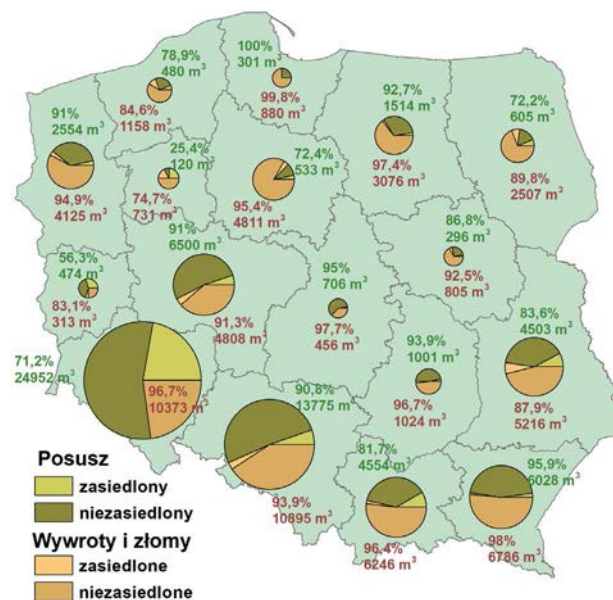 78,9%
480 m³
84,6%
1158 m³
100%
301 m³
99,8%
880 m³
92,7%
1514 m³
97,4%
3076 m³
72,2%
605 m³
89,8%
2507 m³
91%
2554 m³
94,9%
4125 m³
25,4%
120 m³
74,7%
731 m³
72,4%
533 m³
95,4%
4811 m³
86,8%
296 m³
92,5%
805 m³
56,3%
474 m³
83,1%
313 m³
91%
6500 m³
91,3%
4808 m³
95%
706 m³
97,7%
456 m³
93,9%
1001 m³
96,7%
1024 m³
83,6%
4503 m³
87,9%
5216 m³
71,2%
24952 m³
96,7%
10373 m³
90,8%
13775 m³
93,9%
10895 m³
81,7%
4554 m³
96,4%
6246 m³
95,9%
6028 m³
98%
6786 m³
Posusz
zasiedlony
niezasiedlony
Wywroty i złomy
zasiedlone
niezasiedlone